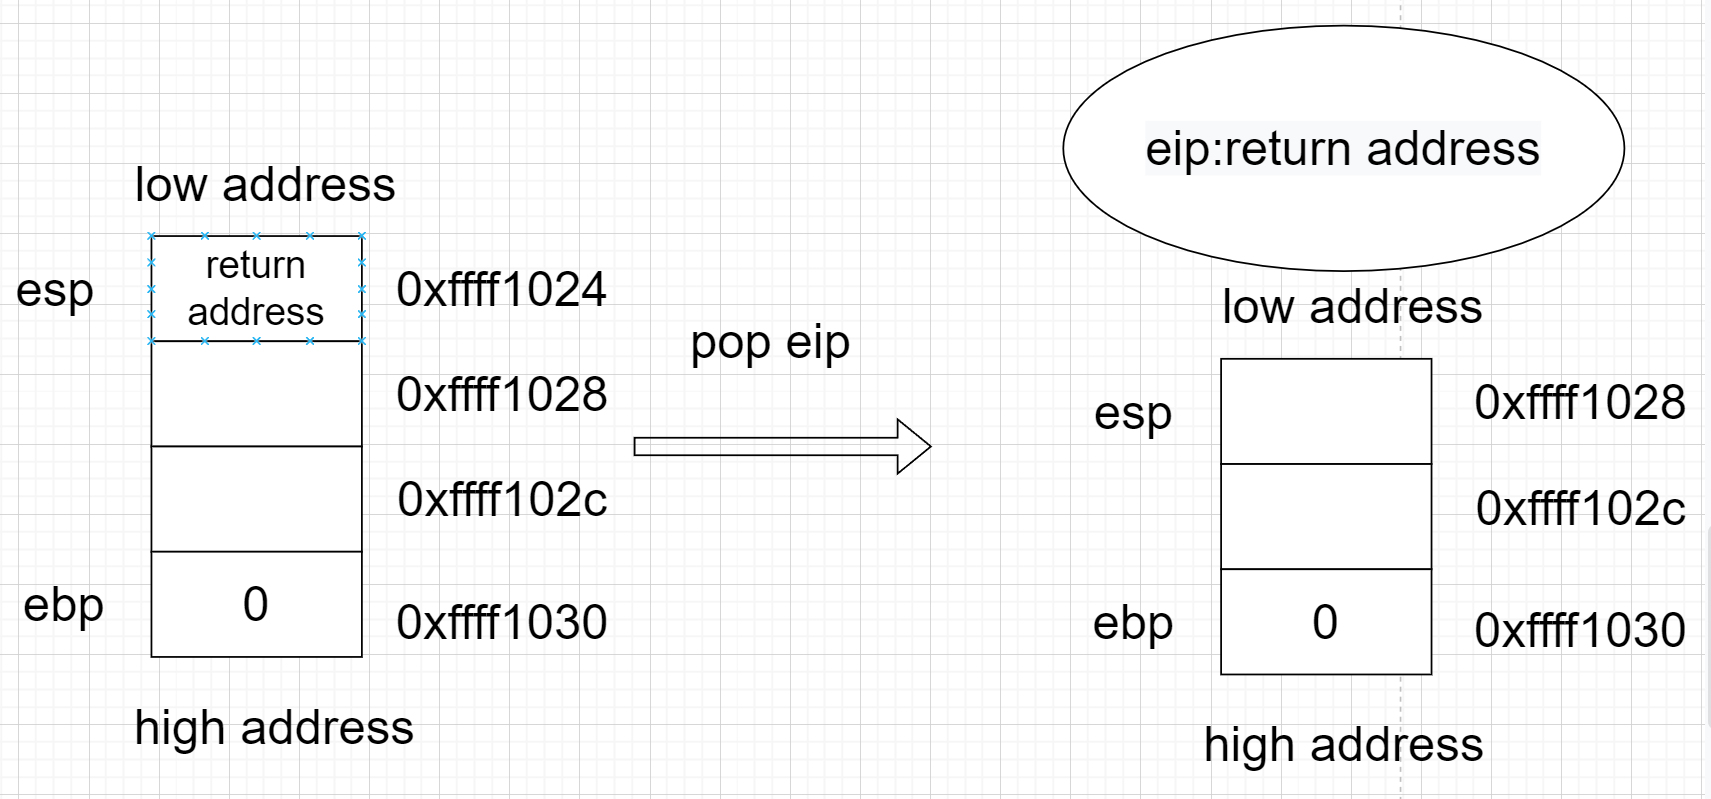 low address
esp
return
address
0xffff1024
0xffff1028
0xffff102c
ebp
0
0xffff1030
high address
pop eip
eip:return address
low address
esp
0xffff1028
0xffff102c
ebp
0
0xffff1030
high address